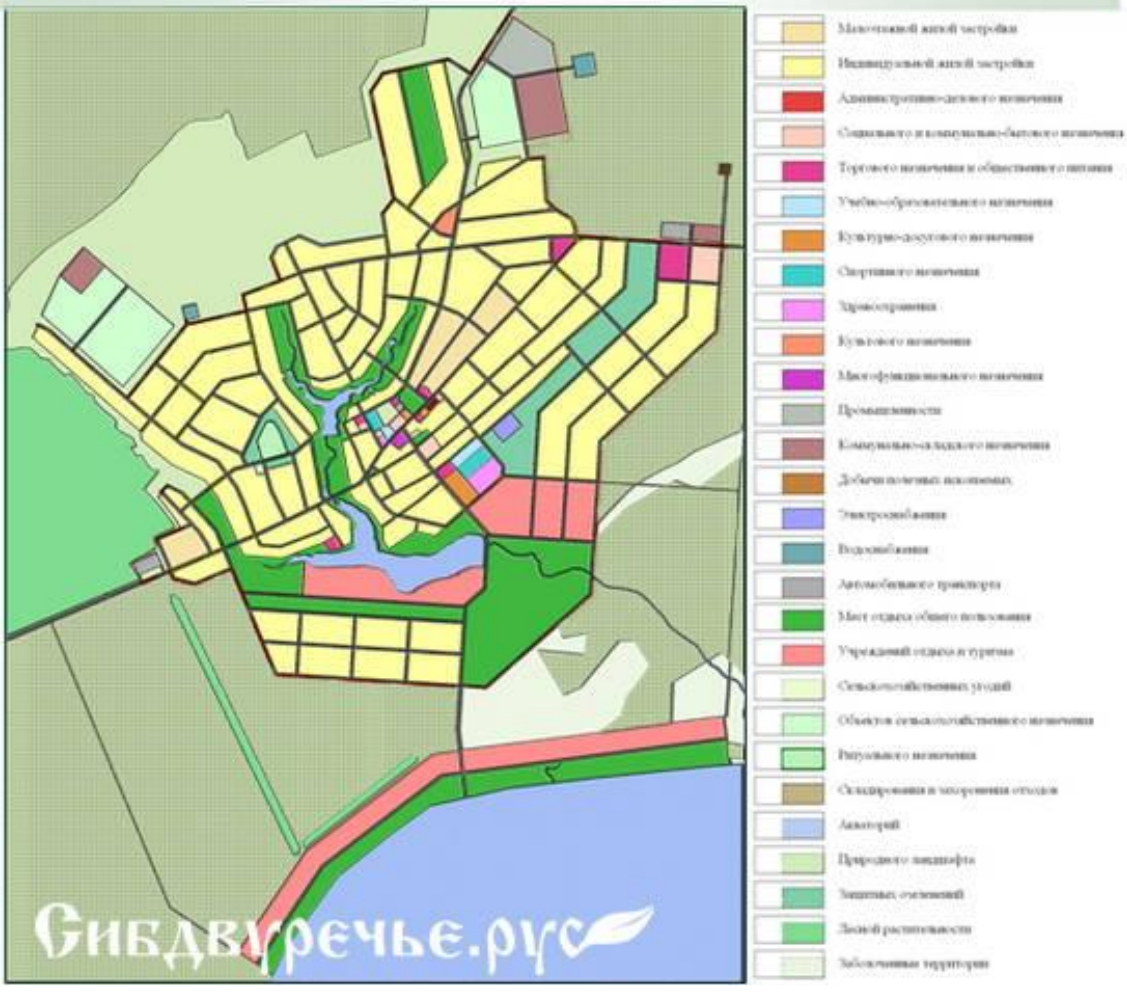 Малоэтажной жилой застройки
Индивидуальной жилой застройки
Административно-делового назначения
Социального и коммунально-бытового назначения
Торгового назначения и общественного питания
Учебно-образовательного назначения
Культурно-досугового назначения
Спортивного назначения
Здравоохранения
Культового назначения
Многофункционального назначения
Промышленности
Коммунально-складского назначения
Добычи полезных ископаемых
Электроснабжения
Водоснабжения
Автомобильного транспорта
Мест отдыха общего пользования
Учреждений отдыха и туризма
Сельскохозяйственных угодий
Объектов сельскохозяйственного назначения
Ритуального назначения
Складирования и захоронения отходов
Акваторий
Природного ландшафта
Защитных озеленений
Лесной растительности
Заболоченные территории
Сибдвуречье.рус